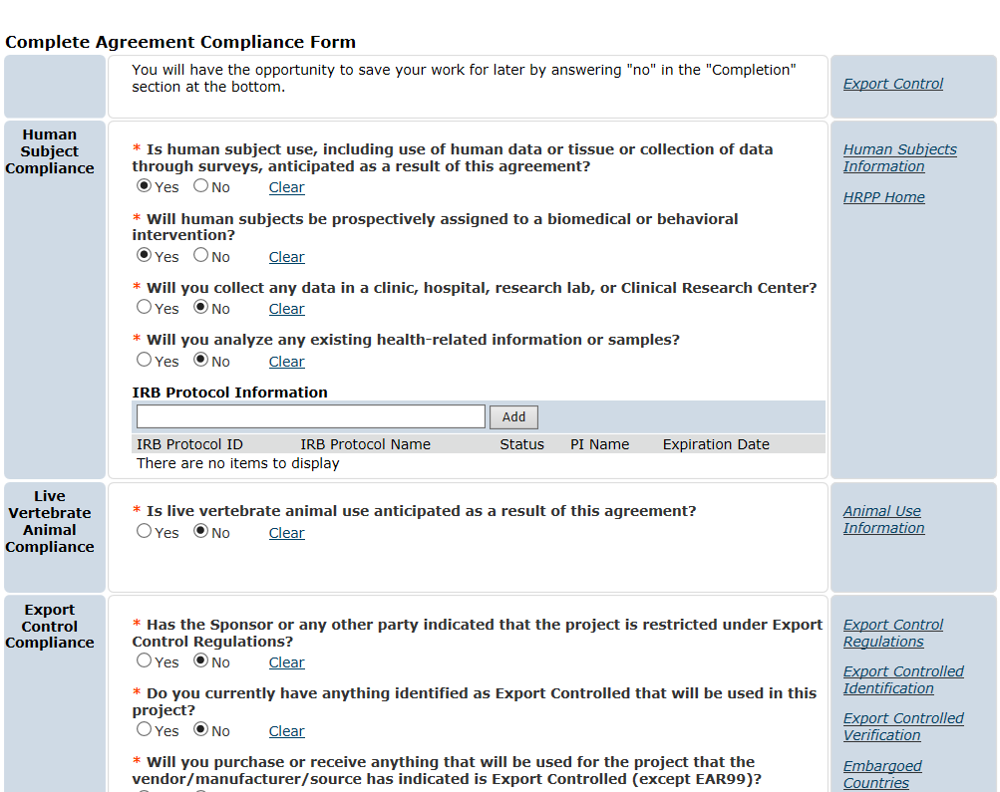 Complete Agreement Compliance Form
You will have the opportunity to save your work for later by answering "no" in the "Completion"
section at the bottom.
Export Control
Human
Subject
Compliance
* Is human subject use, including use of human data or tissue or collection of data
through surveys, anticipated as a result of this agreement?
Yes No Clear
* Will human subjects be prospectively assigned to a biomedical or behavioral
intervention?
Yes No Clear
* Will you collect any data in a clinic, hospital, research lab, or Clinical Research Center?
Yes No Clear
* Will you analyze any existing health-related information or samples?
Yes No Clear
IRB Protocol Information
Add
IRB Protocol ID IRB Protocol Name Status PI Name Expiration Date
There are no items to display
Human Subjects
Information
HRPP Home
Live
Vertebrate
Animal
Compliance
* Is live vertebrate animal use anticipated as a result of this agreement?
Yes No Clear
Animal Use
Information
Export
Control
Compliance
* Has the Sponsor or any other party indicated that the project is restricted under Export
Control Regulations?
Yes No Clear
* Do you currently have anything identified as Export Controlled that will be used in this
project?
Yes No Clear
* Will you purchase or receive anything that will be used for the project that the
vendor/manufacturer/source has indicated is Export Controlled (except EAR99)?
Export Control
Regulations
Export Controlled
Identification
Export Controlled
Verification
Embargoed
Countries